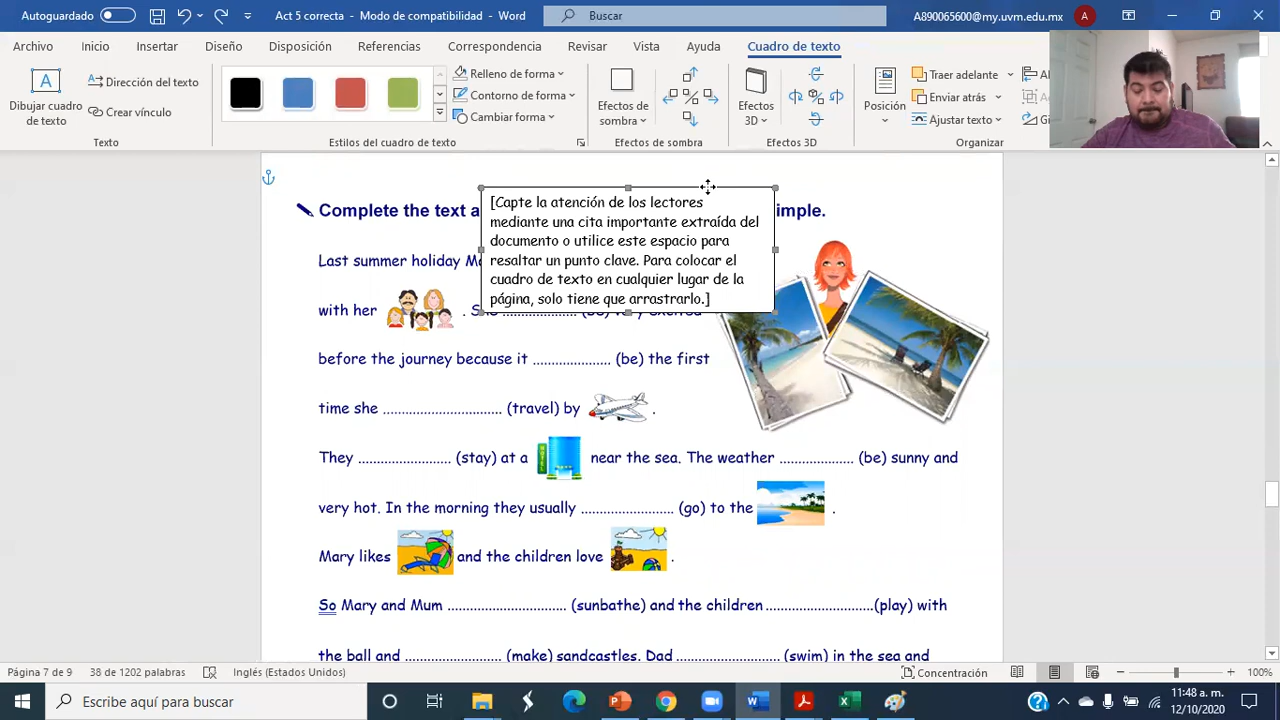 Autoguardado
Act 5 correcta - Modo de compatibilidad - Word
Buscar
A890065600@my.uvm.edu.mx
A
Archivo Inicio Insertar Diseño Disposición Referencias Correspondencia Revisar Vista Ayuda Cuadro de texto
A
Dibujar cuadro de texto
Dirección del texto
Crear vínculo
Texto
Relleno de forma
Contorno de forma
Cambiar forma
Estilos del cuadro de texto
Efectos de sombra
Efectos de sombra
Efectos 3D
Efectos 3D
Posición
Traer adelante
Enviar atrás
Ajustar texto
Organizar
Complete the text a
imple.
[Capte la atención de los lectores
mediante una cita importante extraída del
documento o utilice este espacio para
resaltar un punto clave. Para colocar el
cuadro de texto en cualquier lugar de la
página, solo tiene que arrastrarlo.]
Last summer holiday
with her . (be) very excited
before the journey because it .................... (be) the first
time she .............................. (travel) by .
They ....................... (stay) at a HOTEL near the sea. The weather ................... (be) sunny and
very hot. In the morning they usually ....................... (go) to the .
Mary likes and the children love .
So Mary and Mum .............................. (sunbathe) and the children ...........................(play) with
the ball and ........................ (make) sandcastles. Dad .......................... (swim) in the sea and
Página 7 de 9 38 de 1202 palabras Inglés (Estados Unidos) Concentración 100%
Escribe aquí para buscar
11:48 a. m.
12/10/2020